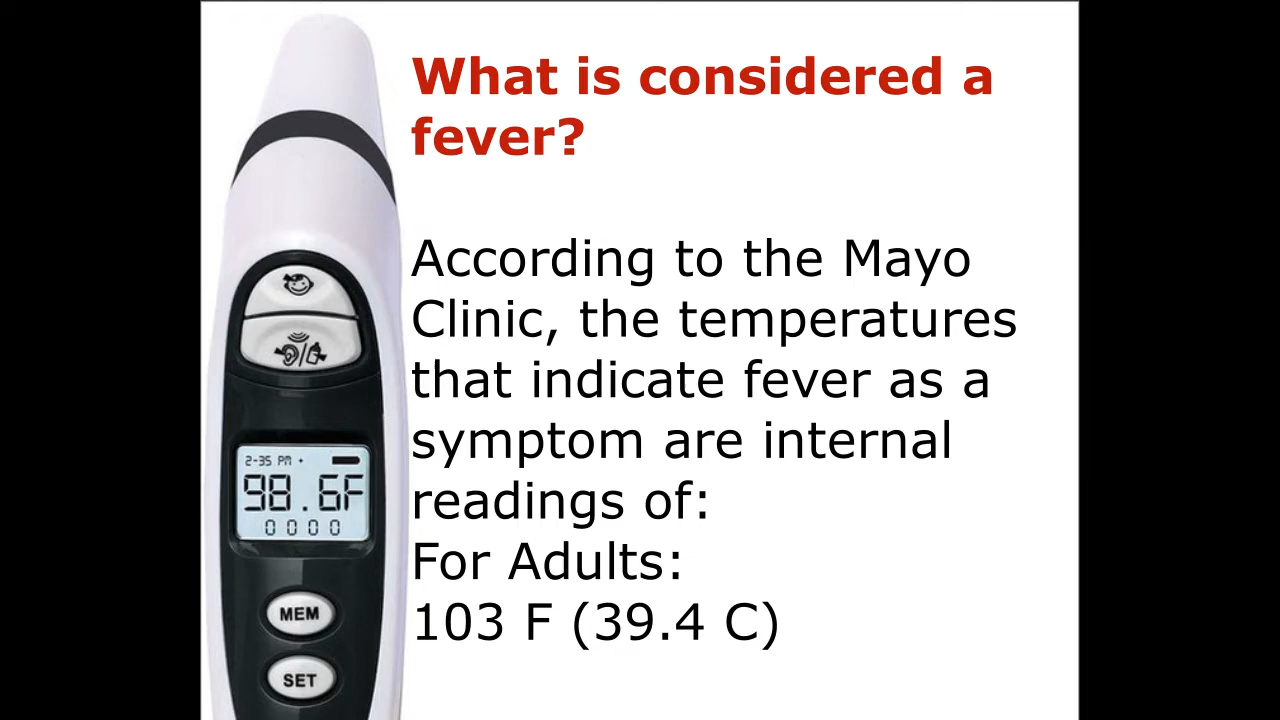 What is considered a
fever?
According to the Mayo
Clinic, the temperatures
that indicate fever as a
symptom are internal
readings of:
For Adults:
103 F (39.4 C)
2-35 PM
98.6F
0000
MEM
SET